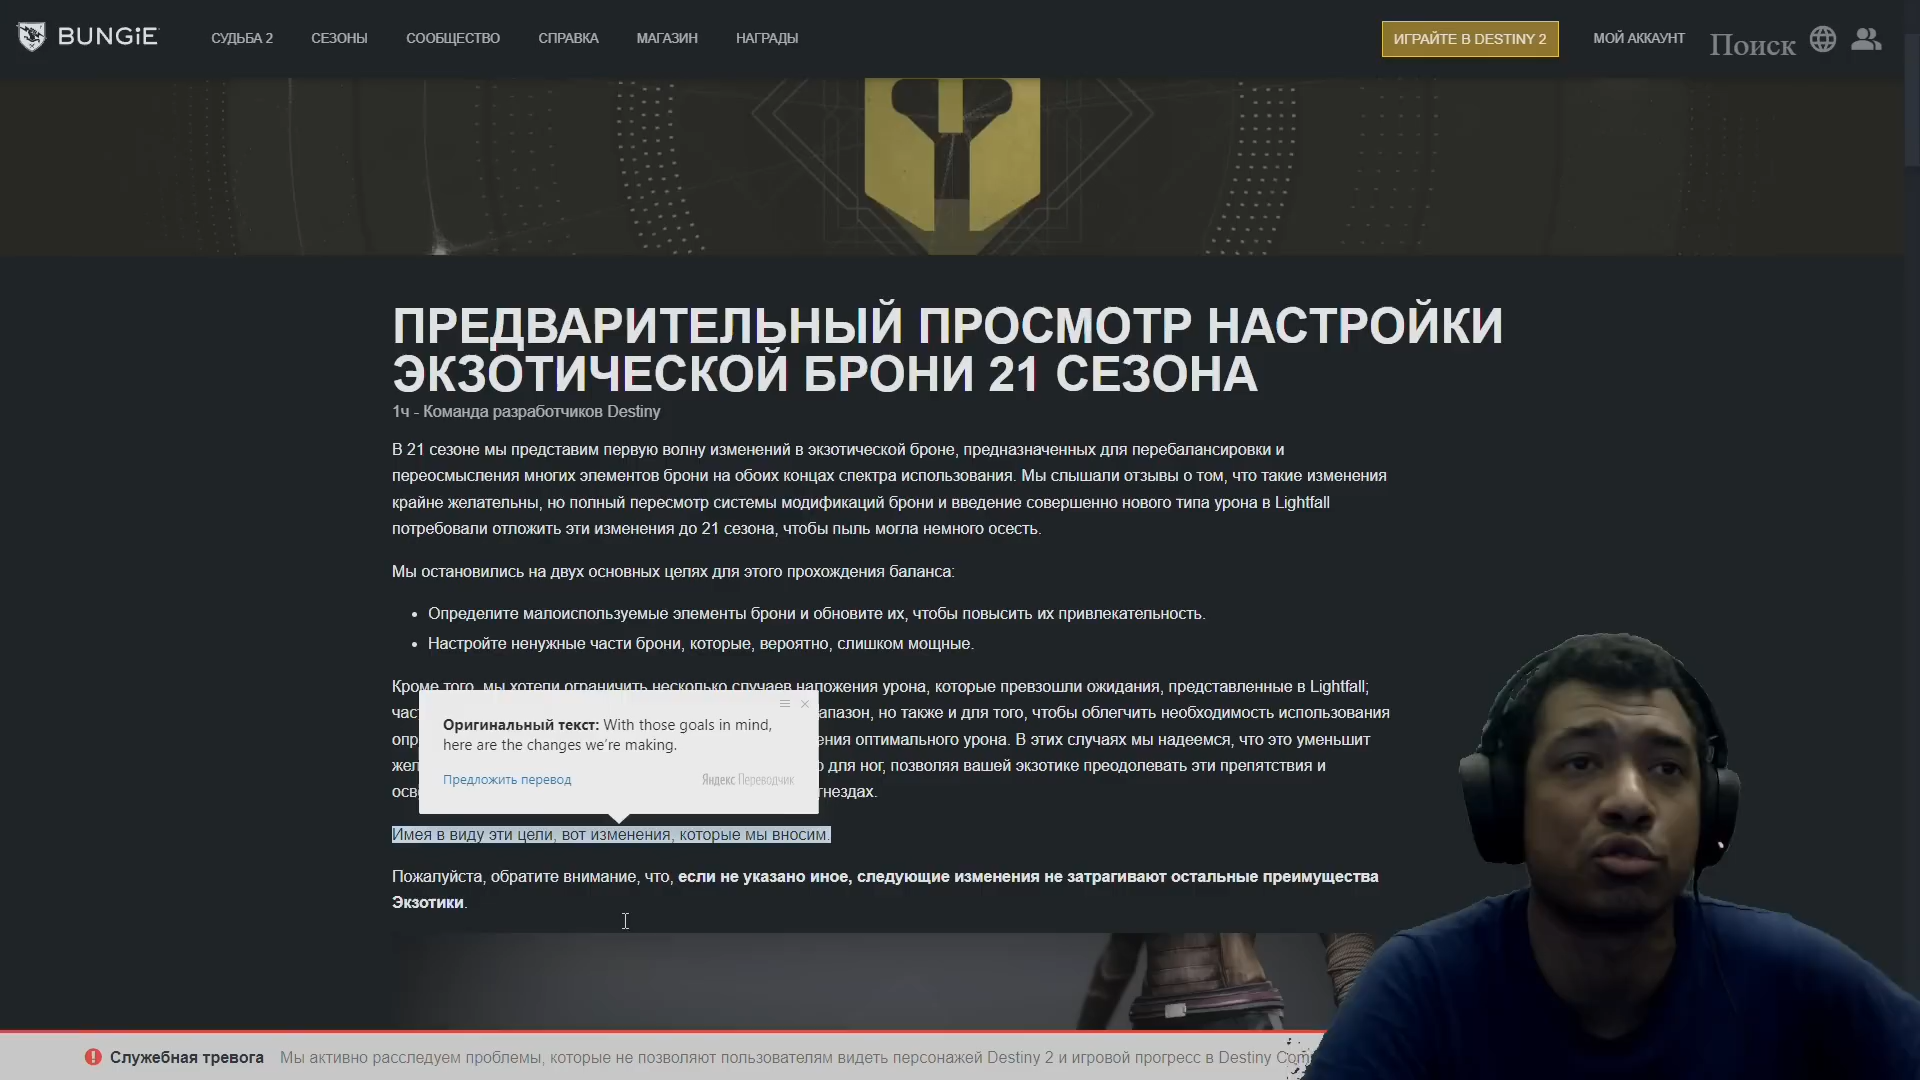 BUNGiE
СУДЬБА 2
СЕЗОНЫ
СООБЩЕСТВО
СПРАВКА
МАГАЗИН
НАГРАДЫ
ИГРАЙТЕ В DESTINY 2
МОЙ АККАУНТ
Поиск
ПРЕДВАРИТЕЛЬНЫЙ ПРОСМОТР НАСТРОЙКИ
ЭКЗОТИЧЕСКОЙ БРОНИ 21 СЕЗОНА
1ч - Команда разработчиков Destiny
В 21 сезоне мы представим первую волну изменений в экзотической броне, предназначенных для перебалансировки и
переосмысления многих элементов брони на обоих концах спектра использования. Мы слышали отзывы о том, что такие изменения
крайне желательны, но полный пересмотр системы модификаций брони и введение совершенно нового типа урона в Lightfall
потребовали отложить эти изменения до 21 сезона, чтобы пыль могла немного осесть.
Мы остановились на двух основных целях для этого прохождения баланса:
• Определите малоиспользуемые элементы брони и обновите их, чтобы повысить их привлекательность.
• Настройте ненужные части брони, которые, вероятно, слишком мощные.
Кроме того, мы хотели ограничить несколько случаев наложения урона, которые превзошли ожидания, представленные в Lightfall;
час апазон, но также и для того, чтобы облегчить необходимость использования
опр ения оптимального урона. В этих случаях мы надеемся, что это уменьшит
жел о для ног, позволяя вашей экзотике преодолевать эти препятствия и
осв гнездах.
Оригинальный текст: With those goals in mind,
here are the changes we're making.
Предложить перевод
Яндекс Переводчик
Имея в виду эти цели, вот изменения, которые мы вносим.
Пожалуйста, обратите внимание, что, если не указано иное, следующие изменения не затрагивают остальные преимущества
Экзотики.
Служебная тревога Мы активно расследуем проблемы, которые не позволяют пользователям видеть персонажей Destiny 2 и игровой прогресс в Destiny Com